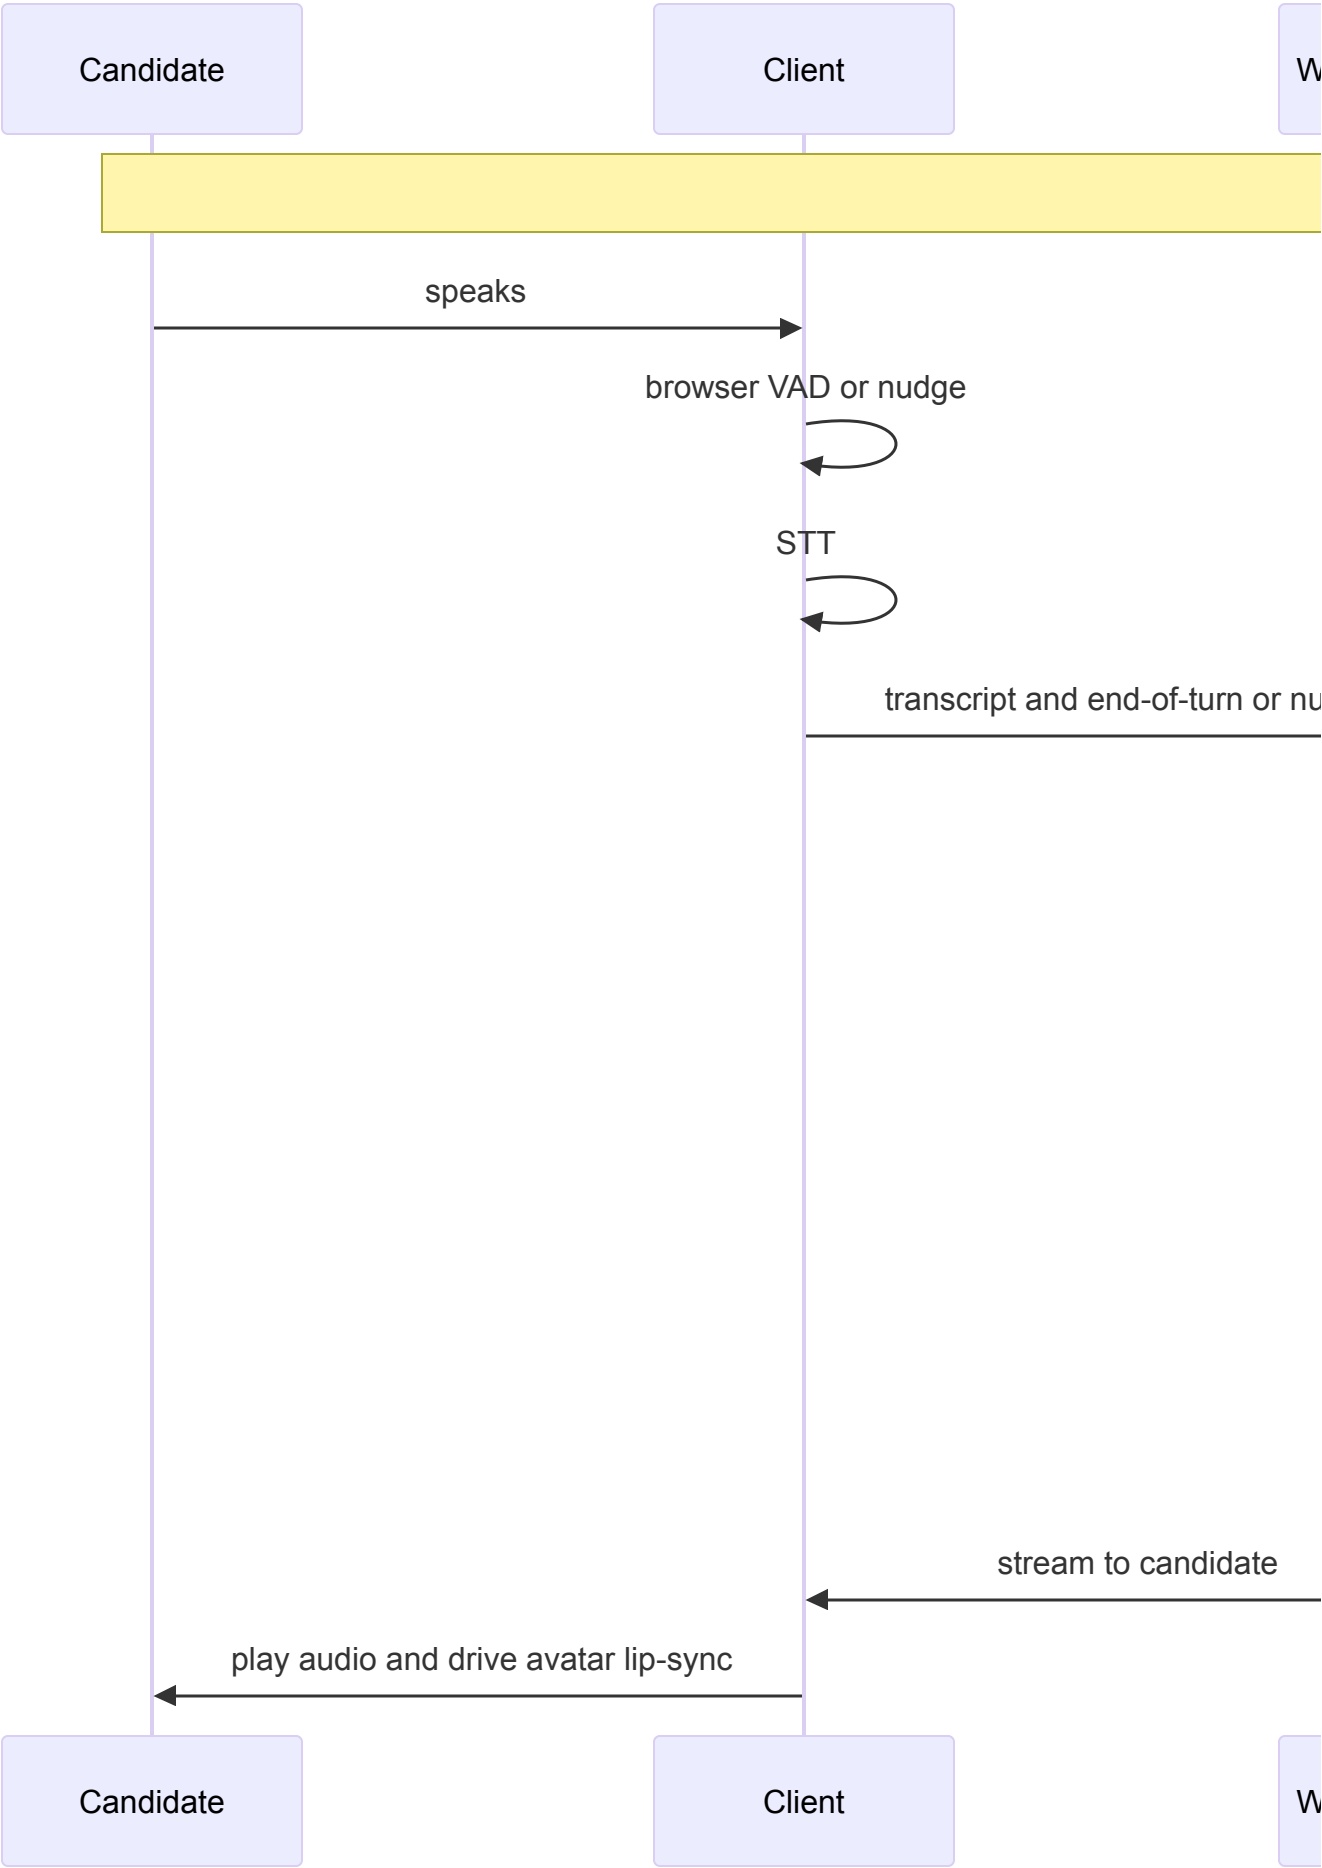 Candidate
Client
speaks
browser VAD or nudge
STT
transcript and end-of-turn or
stream to candidate
play audio and drive avatar lip-sync
Candidate
Client